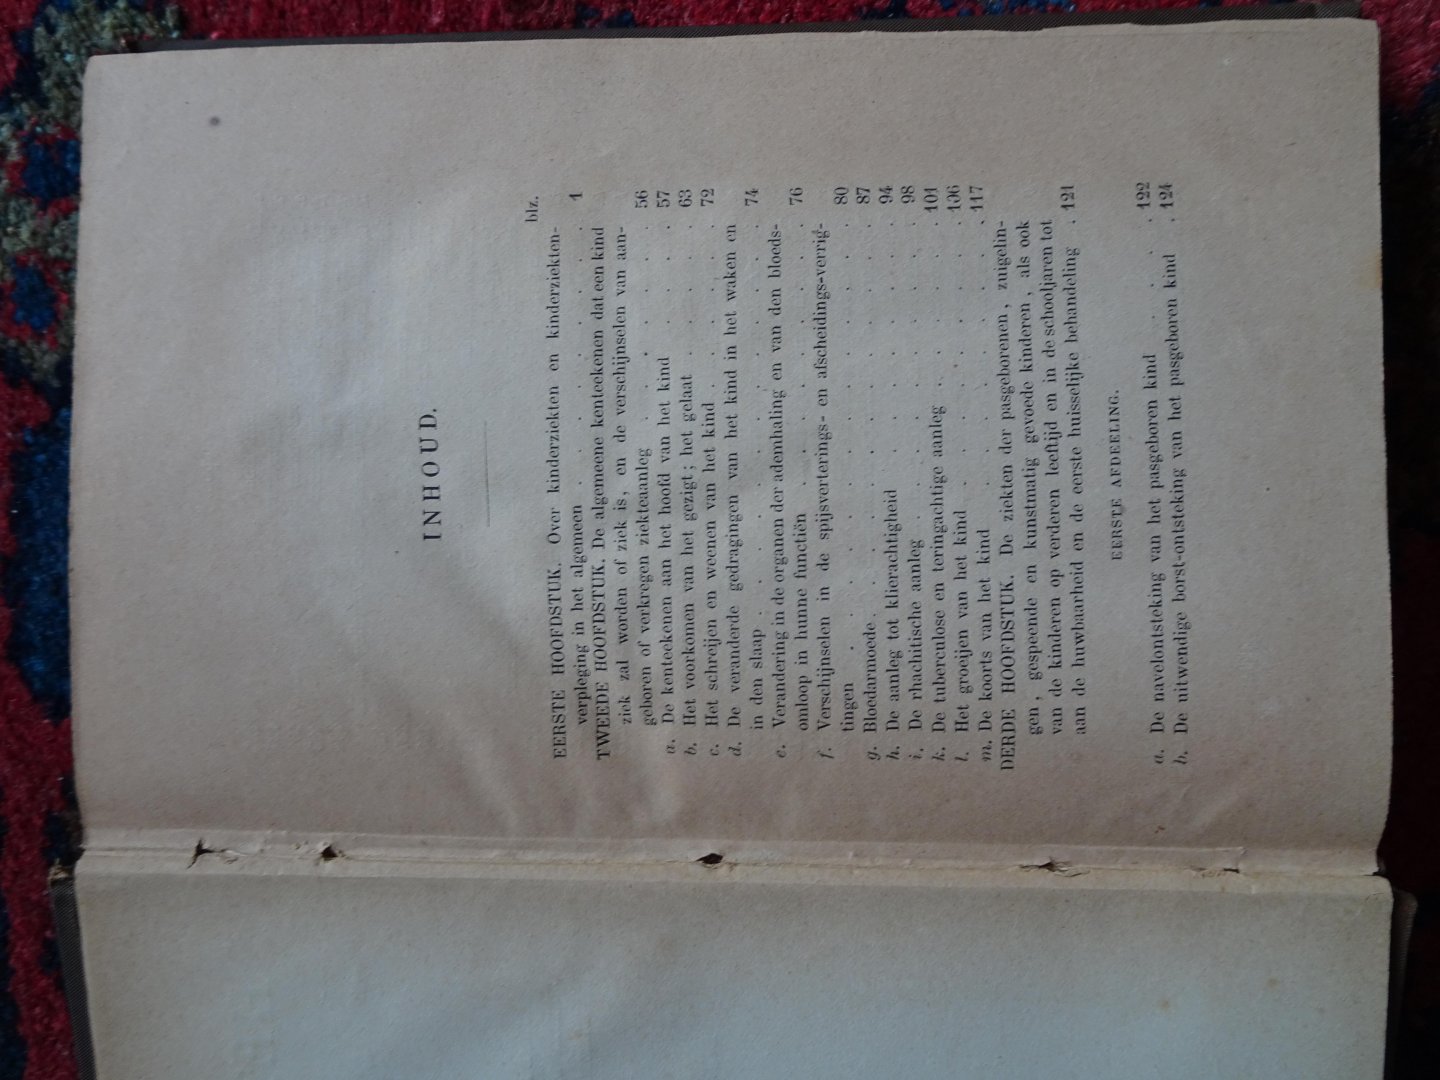 INHOUD.
blz.
EERSTE HOOFDSTUK. Over kinderziekten en kinderziekten-
verpleging in het algemeen . . . . . . . . . 1
TWEEDE HOOFDSTUK. De algemeene kenteekenen dat een kind
ziek zal worden of ziek is, en de verschijnselen van aan-
geboren of verkregen ziekteaanleg . . . . . . . 56
a. De kenteekenen aan het hoofd van het kind . . . . 57
b. Het voorkomen van het gezigt; het gelaat . . . . . 63
c. Het schreijen en weenen van het kind . . . . . . 72
d. De veranderde gedragingen van het kind in het waken en
in den slaap . . . . . . . . . . . . 74
e. Verandering in de organen der ademhaling en van den bloeds-
omloop in hunne functiën . . . . . . . . . 76
f. Verschijnselen in de spijsverterings- en afscheidings-verrig-
tingen . . . . . . . . . . . . . 80
g. Bloedarmoede . . . . . . . . . . . . 87
h. De aanleg tot klierachtigheid . . . . . . . . 94
i. De rhachitische aanleg . . . . . . . . . . 98
k. De tuberculose en teringachtige aanleg . . . . . . 101
l. Het groeijen van het kind . . . . . . . . . 106
m. De koorts van het kind . . . . . . . . . . 117
DERDE HOOFDSTUK. De ziekten der pasgeborenen, zuigelin-
gen, gespeende en kunstmatig gevoede kinderen, als ook
van de kinderen op verderen leeftijd en in de schooljaren tot
aan de huwbaarheid en de eerste huisselijke behandeling . 121
EERSTE AFDEELING.
a. De navelontsteking van het pasgeboren kind . . . . 122
b. De uitwendige borst-ontsteking van het pasgeboren kind . 124